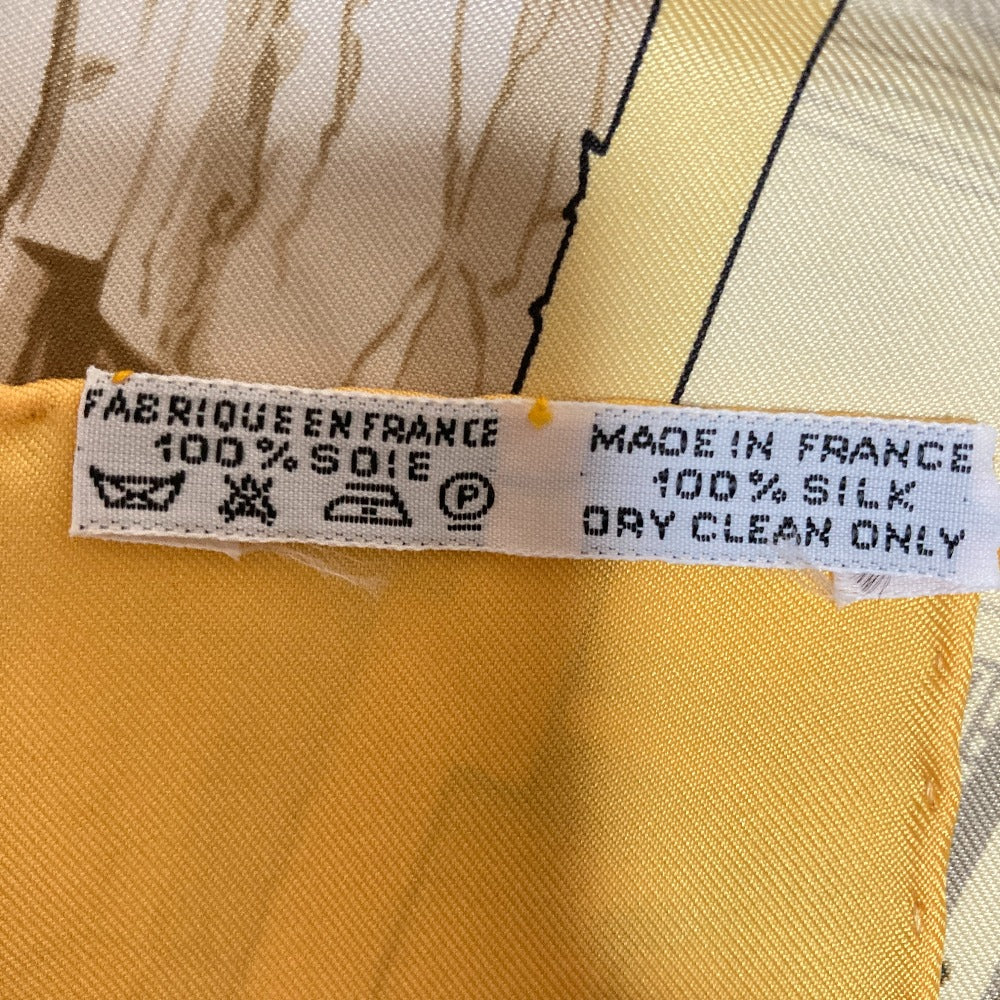 FABRIQUE EN FRANCE
100% SOIE
P
MADE IN FRANCE
100% SILK
DRY CLEAN ONLY